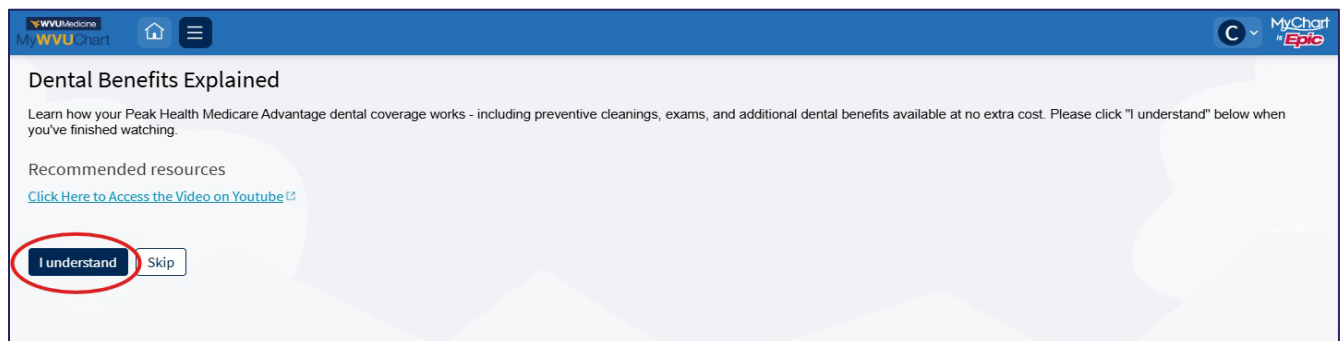 WVUMedicine
MyWVUChart
C
MyChart
is Epic
Dental Benefits Explained
Learn how your Peak Health Medicare Advantage dental coverage works - including preventive cleanings, exams, and additional dental benefits available at no extra cost. Please click "I understand" below when
you've finished watching.
Recommended resources
Click Here to Access the Video on Youtube
I understand Skip